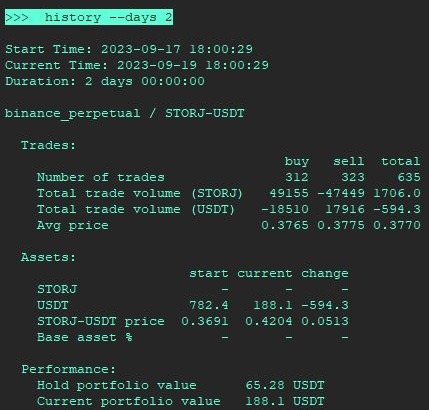 >>>  history --days 2
Start Time: 2023-09-17 18:00:29
Current Time: 2023-09-19 18:00:29
Duration: 2 days 00:00:00
binance_perpetual / STORJ-USDT
Trades:
buy sell total
Number of trades 312 323 635
Total trade volume (STORJ) 49155 -47449 1706.0
Total trade volume (USDT) -18510 17916 -594.3
Avg price 0.3765 0.3775 0.3770
Assets:
start current change
STORJ - - -
USDT 782.4 188.1 -594.3
STORJ-USDT price 0.3691 0.4204 0.0513
Base asset % - - -
Performance:
Hold portfolio value 65.28 USDT
Current portfolio value 188.1 USDT